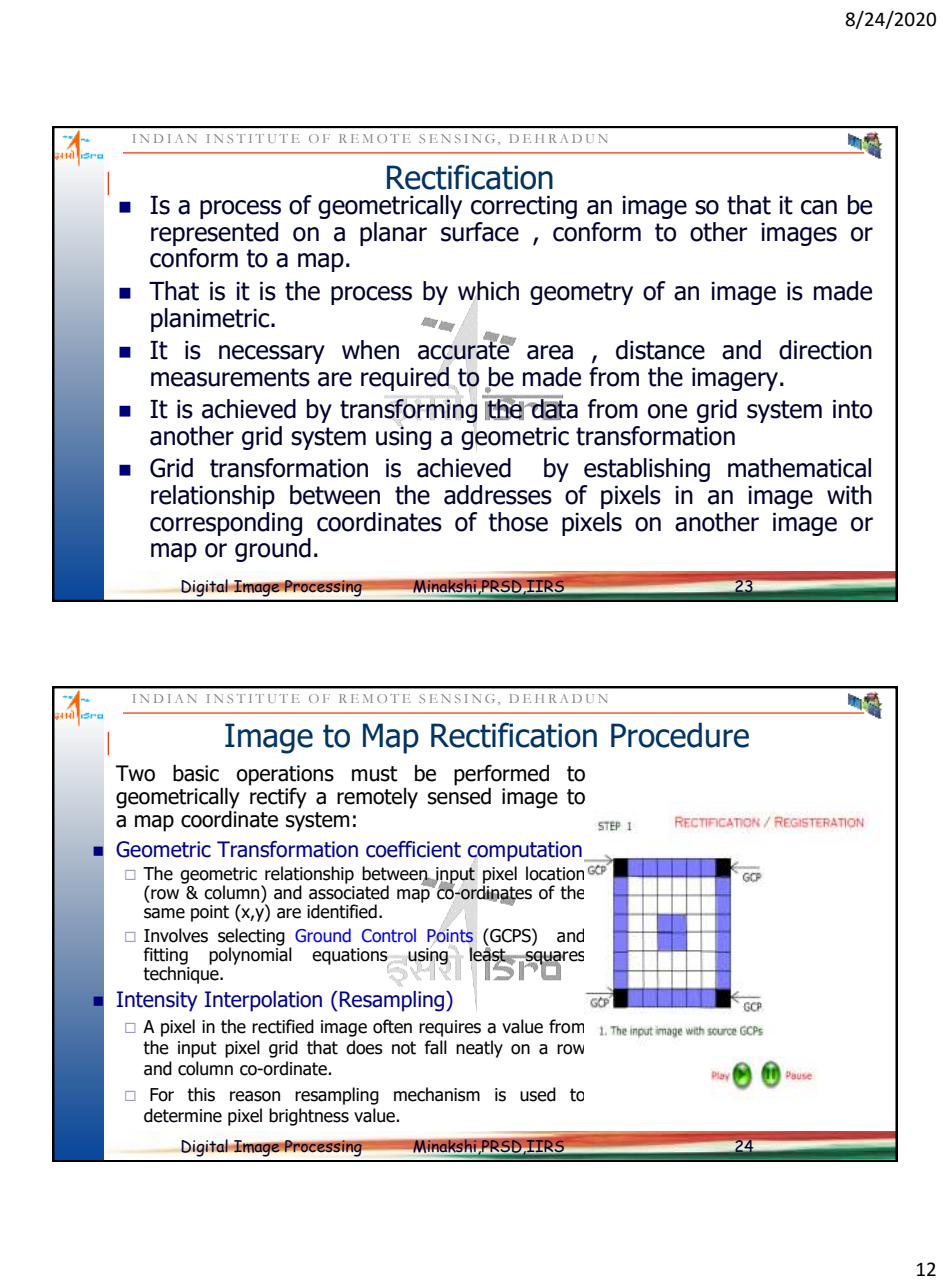 8/24/2020
INDIAN INSTITUTE OF REMOTE SENSING, DEHRADUN
इसरो isro
Rectification
■ Is a process of geometrically correcting an image so that it can be
represented on a planar surface , conform to other images or
conform to a map.
■ That is it is the process by which geometry of an image is made
planimetric.
■ It is necessary when accurate area , distance and direction
measurements are required to be made from the imagery.
■ It is achieved by transforming the data from one grid system into
another grid system using a geometric transformation
■ Grid transformation is achieved by establishing mathematical
relationship between the addresses of pixels in an image with
corresponding coordinates of those pixels on another image or
map or ground.
इसरो isro
Digital Image Processing Minakshi,PRSD,IIRS 23
INDIAN INSTITUTE OF REMOTE SENSING, DEHRADUN
इसरो isro
Image to Map Rectification Procedure
Two basic operations must be performed to
geometrically rectify a remotely sensed image to
a map coordinate system:
■ Geometric Transformation coefficient computation
□ The geometric relationship between input pixel location
(row & column) and associated map co-ordinates of the
same point (x,y) are identified.
□ Involves selecting Ground Control Points (GCPS) and
fitting polynomial equations using least squares
technique.
■ Intensity Interpolation (Resampling)
□ A pixel in the rectified image often requires a value from
the input pixel grid that does not fall neatly on a row
and column co-ordinate.
□ For this reason resampling mechanism is used to
determine pixel brightness value.
इसरो isro
STEP 1 RECTIFICATION / REGISTERATION
GCP
GCP
GCP
GCP
1. The input image with source GCPs
Play Pause
Digital Image Processing Minakshi,PRSD,IIRS 24
12